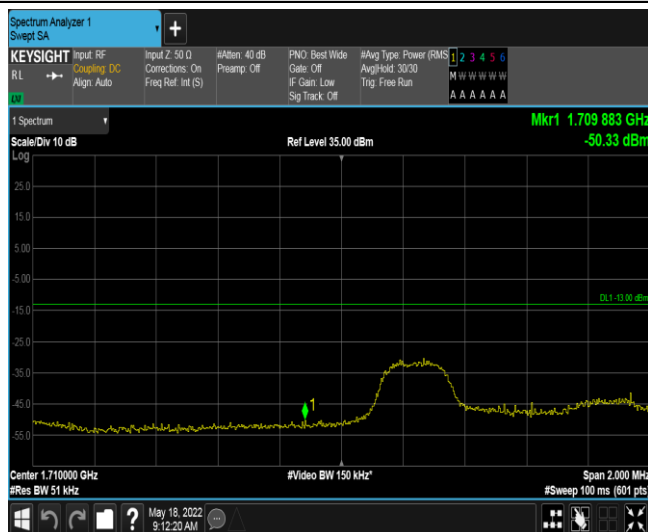 Spectrum Analyzer 1
Swept SA
+
KEYSIGHT
RL
Input: RF
Coupling: DC
Align: Auto
Input Z: 50 Ω
Corrections: On
Freq Ref: Int (S)
#Atten: 40 dB
Preamp: Off
PNO: Best Wide
Gate: Off
IF Gain: Low
Sig Track: Off
#Avg Type: Power (RMS
Avg|Hold: 30/30
Trig: Free Run
1 2 3 4 5 6
M W W W W W
A A A A A A
1 Spectrum
Mkr1 1.709 883 GHz
Scale/Div 10 dB
Ref Level 35.00 dBm
-50.33 dBm
Log
25.0
15.0
5.00
-5.00
DL1 -13.00 dBm
-15.0
-25.0
-35.0
1
-45.0
-55.0
Center 1.710000 GHz
#Video BW 150 kHz*
Span 2.000 MHz
#Res BW 51 kHz
#Sweep 100 ms (601 pts)
?
May 18, 2022
9:12:20 AM